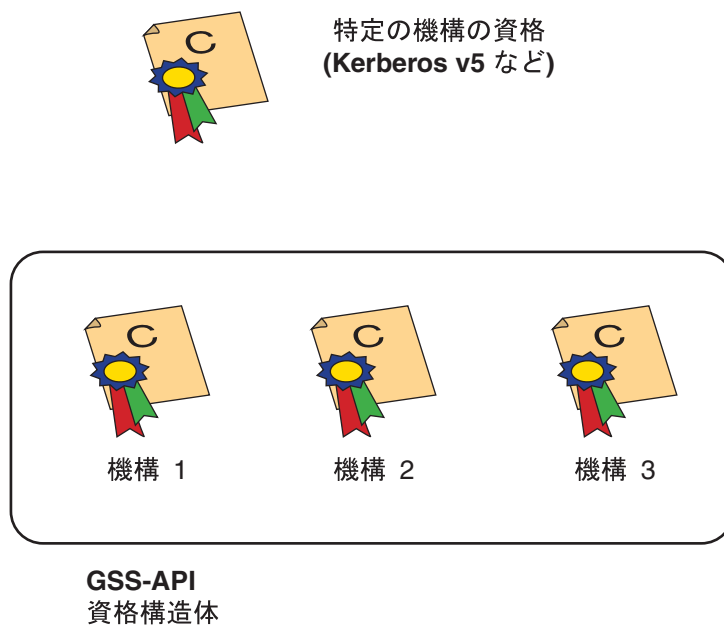 C
特定の機構の資格
(Kerberos v5 など)
C
C
C
機構 1
機構 2
機構 3
GSS-API
資格構造体